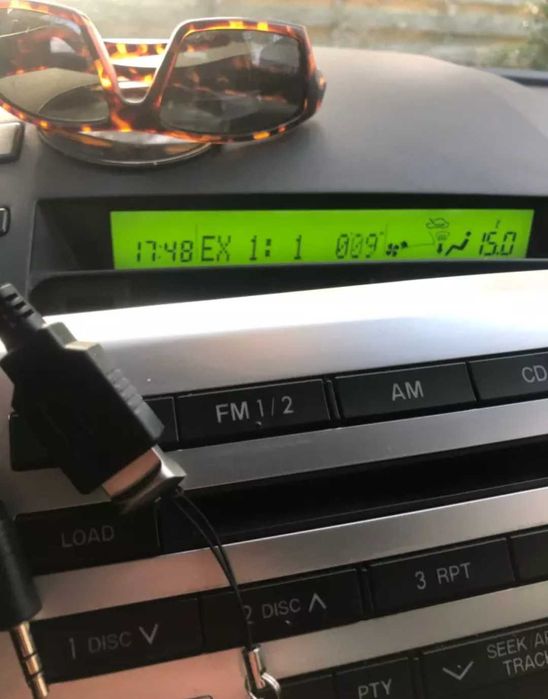 17:48 EX 1: 1 009" 15.0
FM 1/2
AM
CD
LOAD
3 RPT
2 DISC ∧
1 DISC ∨
PTY
SEEK
TRACK